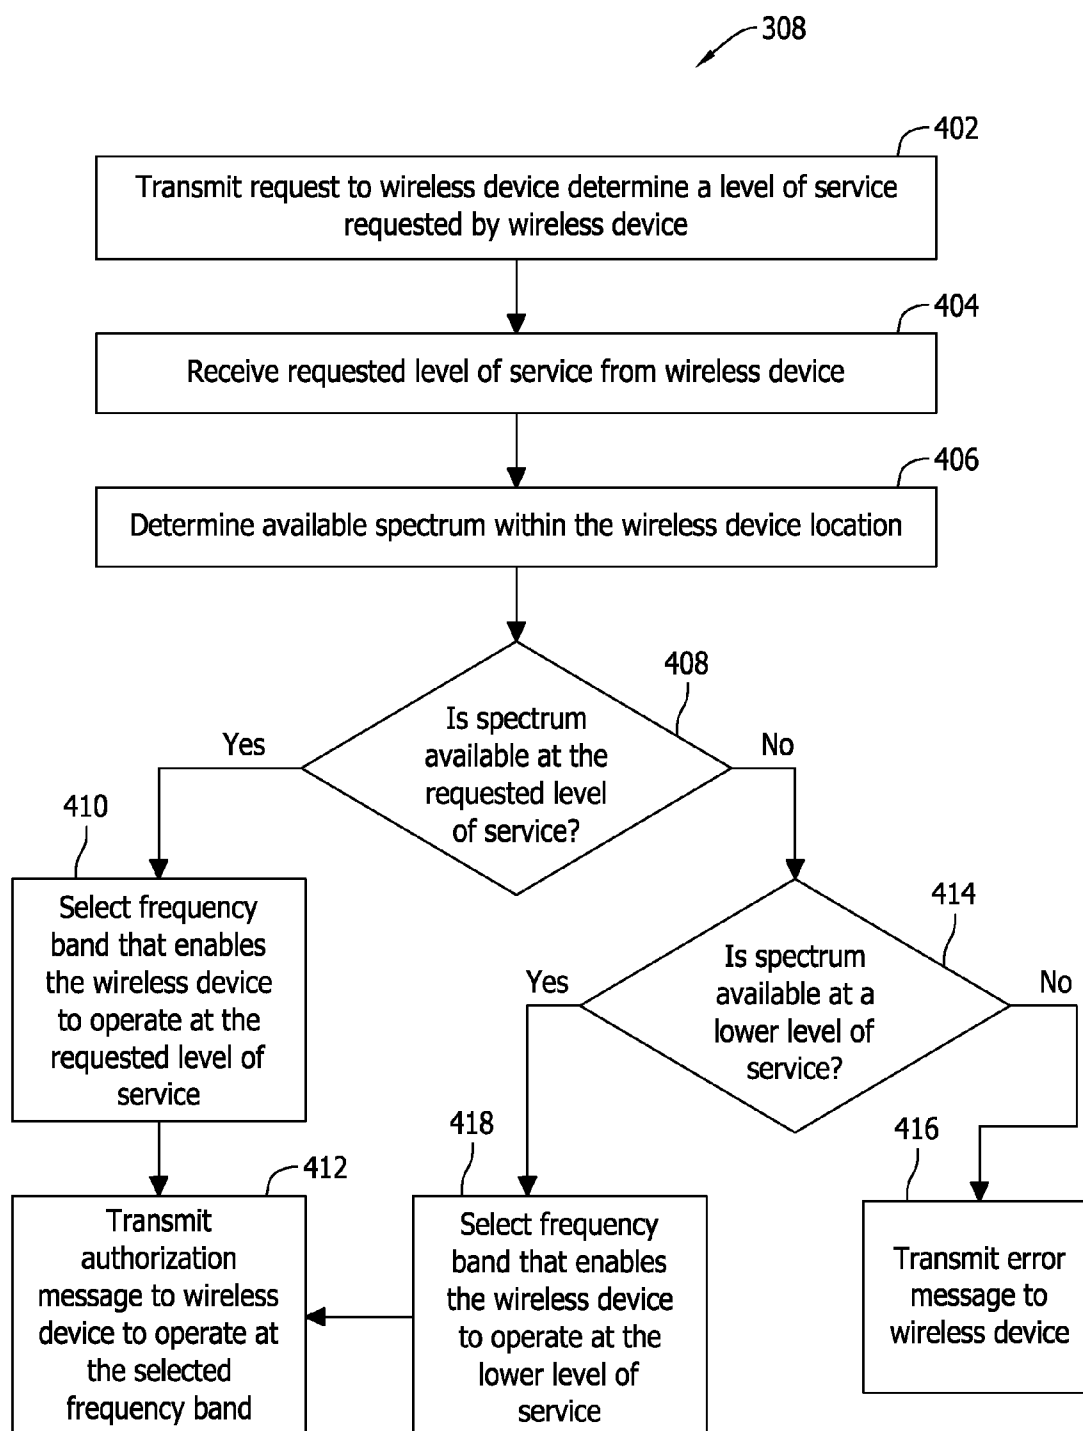 308
402
Transmit request to wireless device determine a level of service
requested by wireless device
404
Receive requested level of service from wireless device
406
Determine available spectrum within the wireless device location
408
Is spectrum
available at the
requested level
of service?
Yes
No
410
Select frequency
band that enables
the wireless device
to operate at the
requested level of
service
414
Is spectrum
available at a
lower level of
service?
Yes
No
412
Transmit
authorization
message to wireless
device to operate at
the selected
frequency band
418
Select frequency
band that enables
the wireless device
to operate at the
lower level of
service
416
Transmit error
message to
wireless device